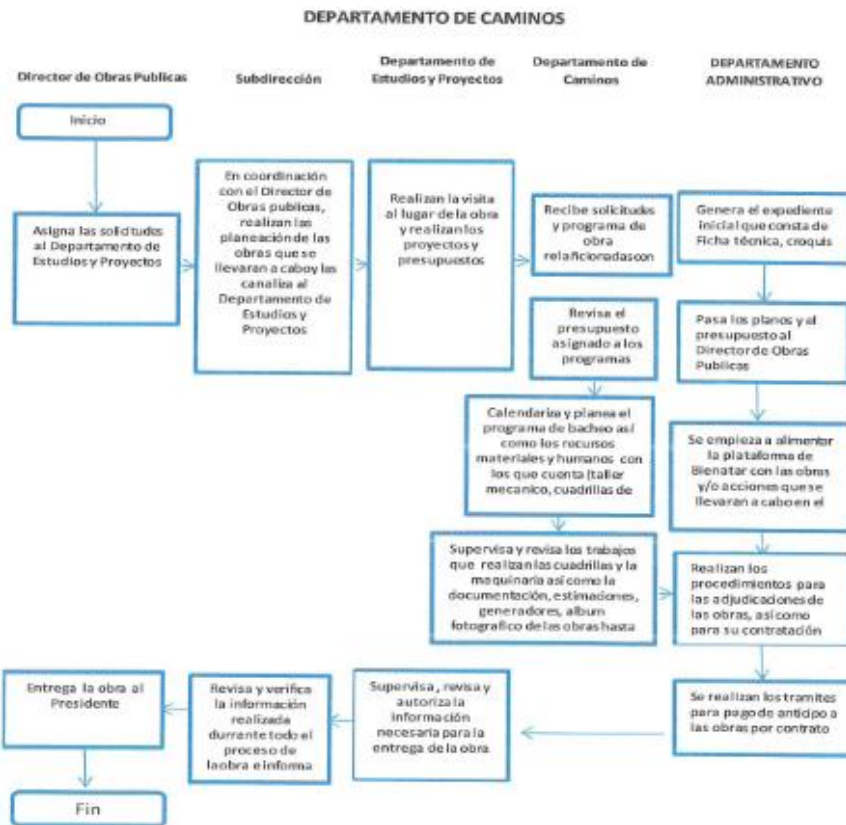 DEPARTAMENTO DE CAMINOS
Director de Obras Publicas
Subdirección
Departamento de
Estudios y Proyectos
Departamento de
Caminos
DEPARTAMENTO
ADMINISTRATIVO
Inicio
Asigna las solicitudes
al Departamento de
Estudios y Proyectos
En coordinación
con el Director de
Obras publicas,
realizan las
planeación de las
obras que se
llevaran a cabo y las
canaliza al
Departamento de
Estudios y
Proyectos
Realizan la visita
al lugar de la obra
y realizan los
proyectos y
presupuestos
Recibe solicitudes
y programa de
obra
relaficionadas con
Genera el expediente
inicial que consta de
Ficha técnica, croquis
Revisa el
presupuesto
asignado a los
programas
Pasa los planos y el
presupuesto al
Director de Obras
Publicas
Calendariza y planea el
programa de bacheo así
como los recursos
materiales y humanos con
los que cuenta (taller
mecanico, cuadrillas de
Se empieza a alimentar
la plataforma de
Bienatar con las obras
y/o acciones que se
llevaran a cabo en el
Supervisa y revisa los trabajos
que realizan las cuadrillas y la
maquinaria así como la
documentación, estimaciones,
generadores, album
fotografico de las obras hasta
Realizan los
procedimientos para
las adjudicaciones de
las obras, así como
para su contratación
Se realizan los tramites
para pago de anticipo a
las obras por contrato
Supervisa, revisa y
autoriza la
información
necesaria para la
entrega de la obra
Revisa y verifica
la información
realizada
durrante todo el
proceso de
la obra e informa
Entrega la obra al
Presidente
Fin